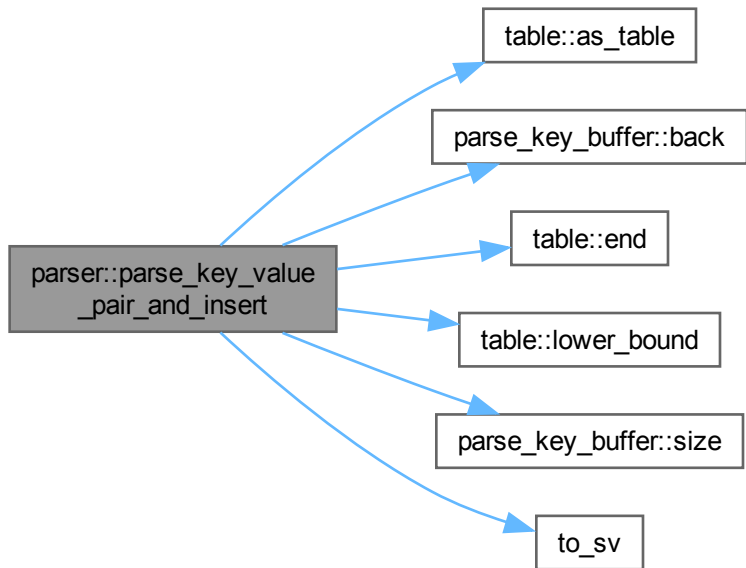 table::as_table
parse_key_buffer::back
table::end
parser::parse_key_value
_pair_and_insert
table::lower_bound
parse_key_buffer::size
to_sv